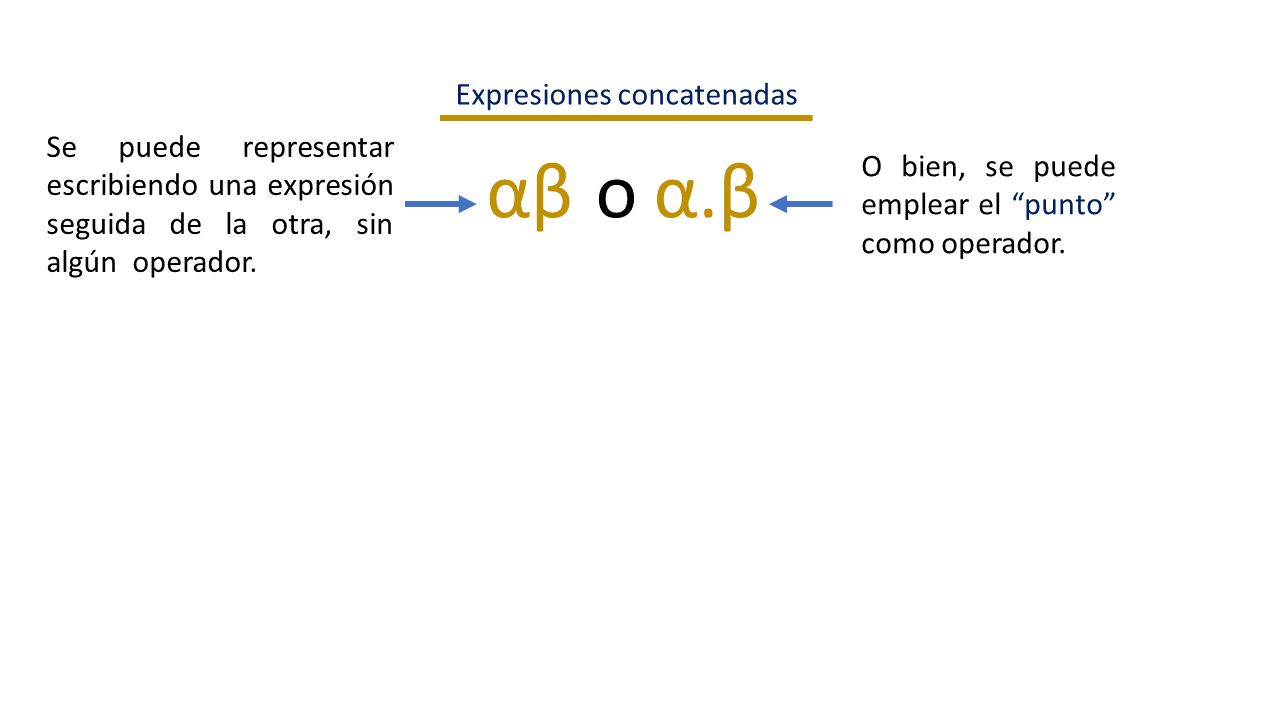 Expresiones concatenadas
Se puede representar
escribiendo una expresión
seguida de la otra, sin
algún operador.
αβ o α.β
O bien, se puede
emplear el “punto”
como operador.